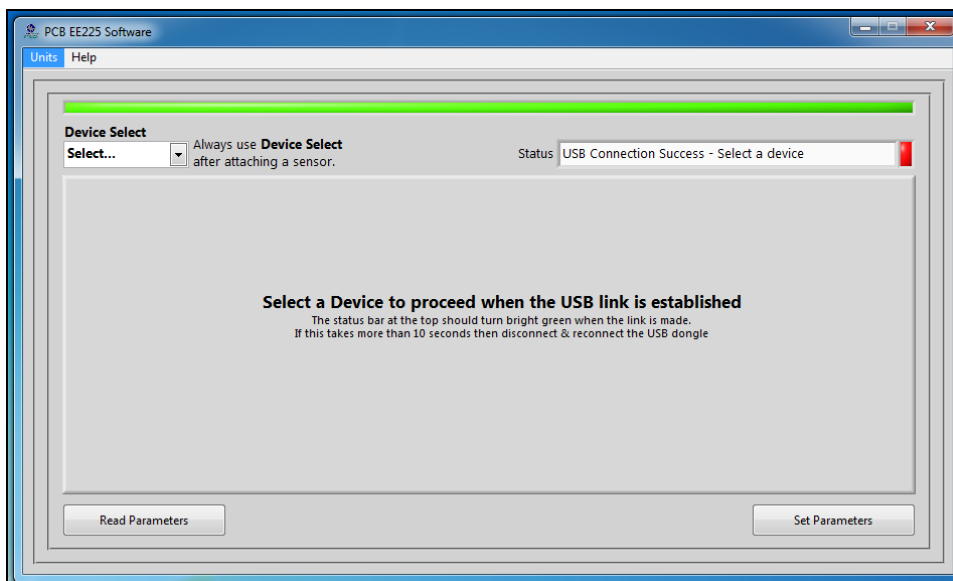 PCB EE225 Software
Units Help
Device Select
Select...
Always use Device Select
after attaching a sensor.
Status USB Connection Success - Select a device
Select a Device to proceed when the USB link is established
The status bar at the top should turn bright green when the link is made.
If this takes more than 10 seconds then disconnect & reconnect the USB dongle
Read Parameters
Set Parameters